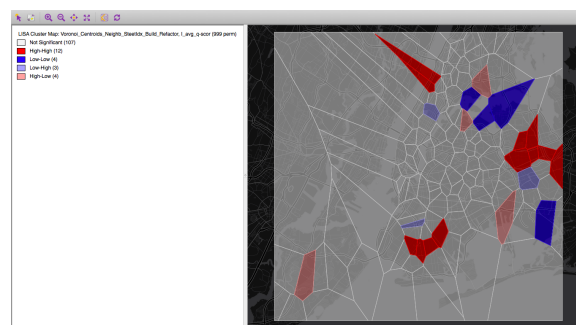 LISA Cluster Map: Voronoi_Centroids_Neighb_SteetIdx_Build_Refactor, I_avg_q-scor (999 perm)
Not Significant (107)
High-High (12)
Low-Low (4)
Low-High (3)
High-Low (4)